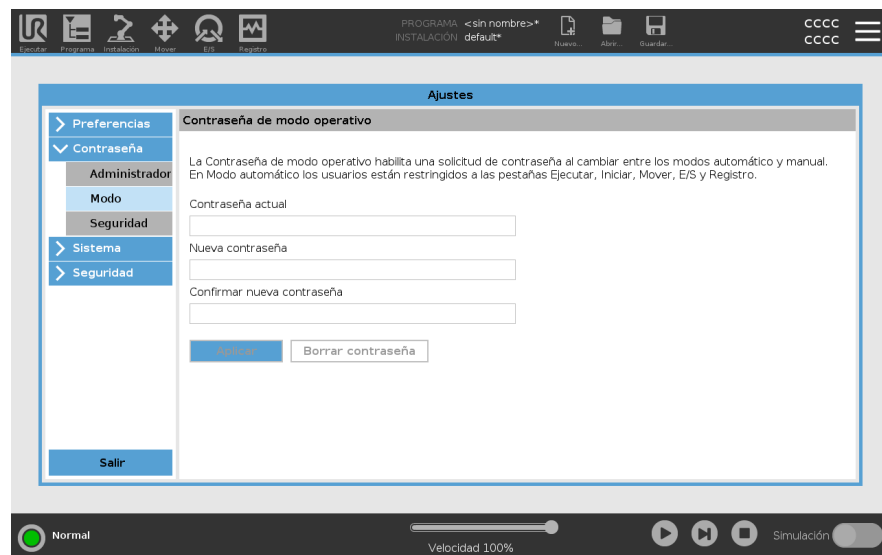 PROGRAMA <sin nombre>*
INSTALACIÓN default*
CCCC
CCCC
Ejecutar Programa Instalación Mover E/S Registro
Nuevo... Abrir... Guardar...
Ajustes
Preferencias
Contraseña
Administrador
Modo
Seguridad
Sistema
Seguridad
Salir
Contraseña de modo operativo
La Contraseña de modo operativo habilita una solicitud de contraseña al cambiar entre los modos automático y manual.
En Modo automático los usuarios están restringidos a las pestañas Ejecutar, Iniciar, Mover, E/S y Registro.
Contraseña actual
Nueva contraseña
Confirmar nueva contraseña
Aplicar Borrar contraseña
Normal
Velocidad 100%
Simulación